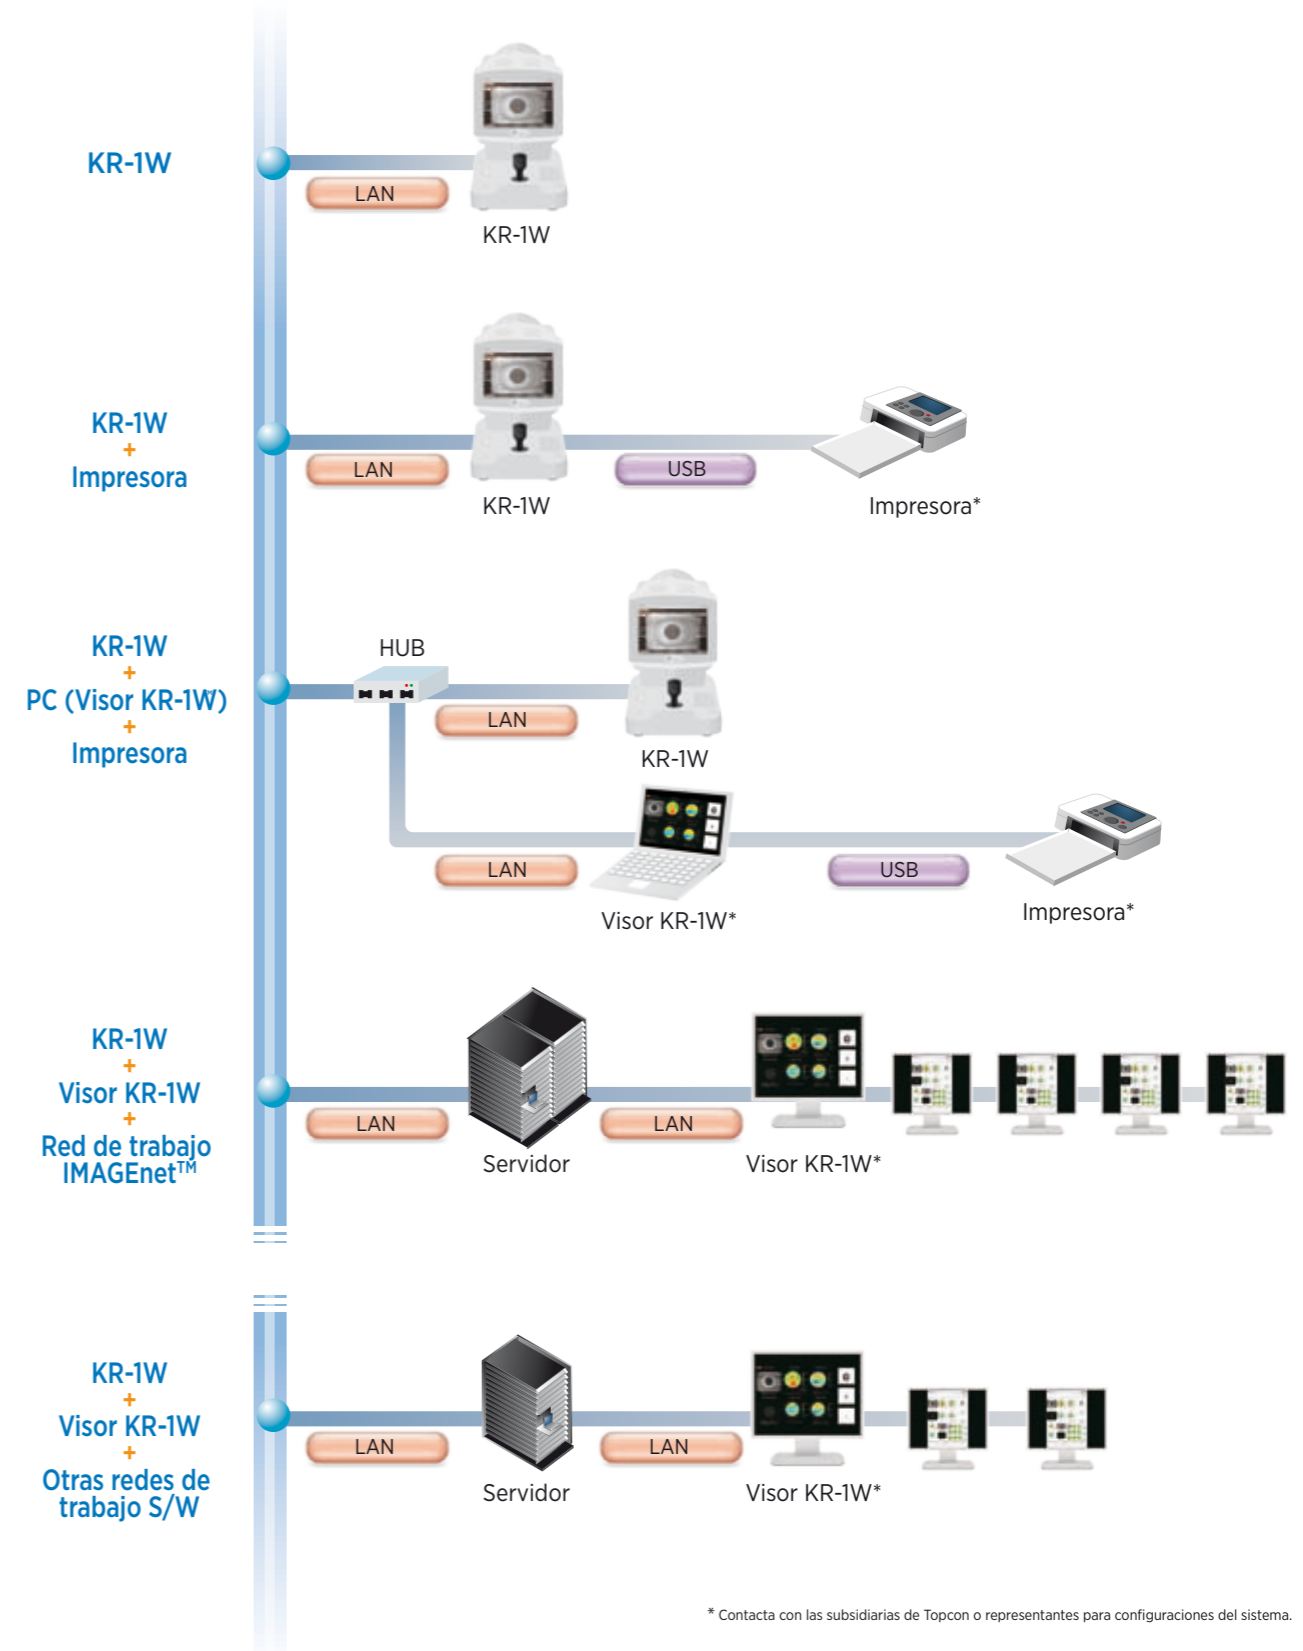 KR-1W
LAN
KR-1W
KR-1W
+
Impresora
LAN
KR-1W
USB
Impresora*
KR-1W
+
PC (Visor KR-1W)
+
Impresora
HUB
LAN
KR-1W
LAN
Visor KR-1W*
USB
Impresora*
KR-1W
+
Visor KR-1W
+
Red de trabajo
IMAGEnet™
LAN
Servidor
LAN
Visor KR-1W*
KR-1W
+
Visor KR-1W
+
Otras redes de
trabajo S/W
LAN
Servidor
LAN
Visor KR-1W*
* Contacta con las subsidiarias de Topcon o representantes para configuraciones del sistema.